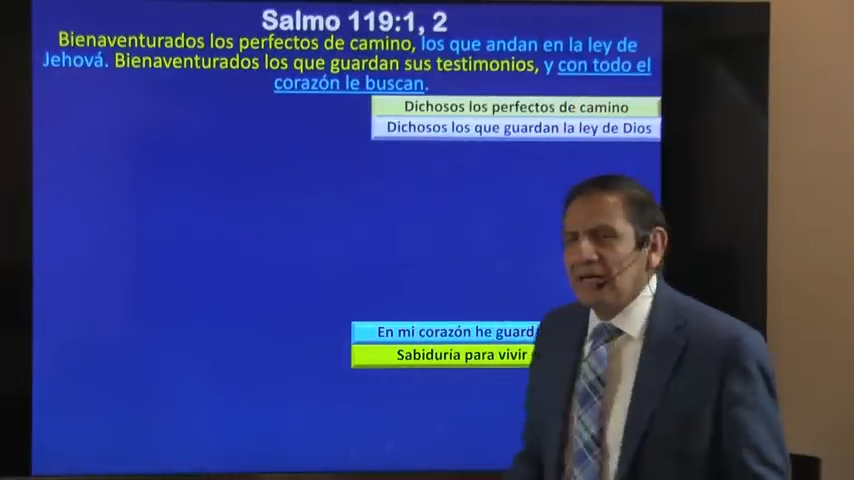 Salmo 119:1, 2
Bienaventurados los perfectos de camino, los que andan en la ley de
Jehová. Bienaventurados los que guardan sus testimonios, y con todo el
corazón le buscan.
Dichosos los perfectos de camino
Dichosos los que guardan la ley de Dios
En mi corazón he guard
Sabiduría para vivir